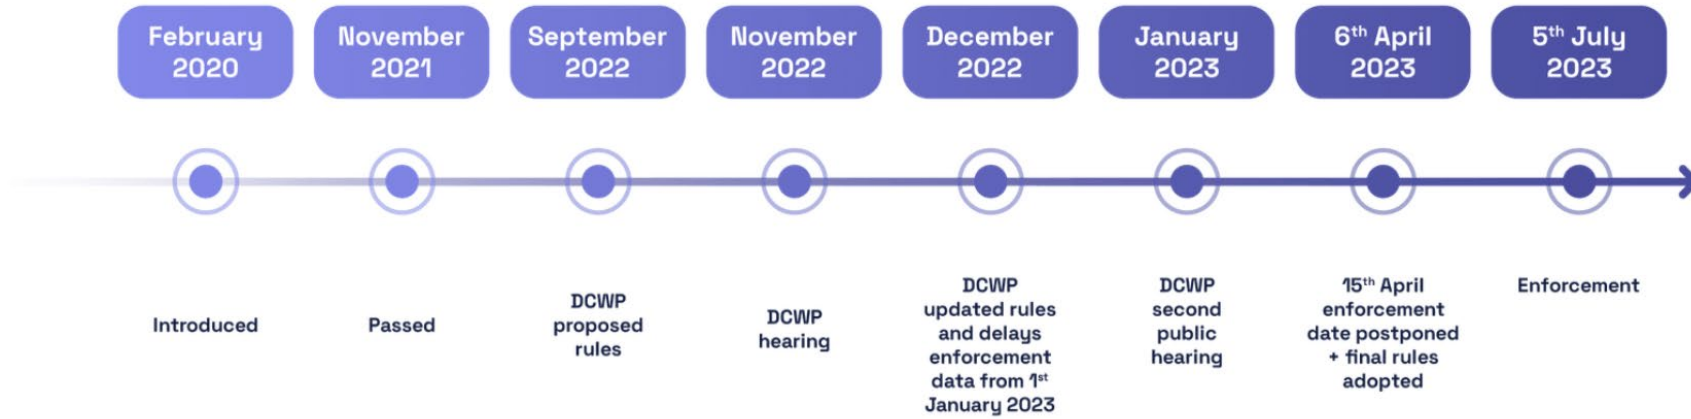 February
2020
November
2021
September
2022
November
2022
December
2022
January
2023
6th April
2023
5th July
2023
Introduced
Passed
DCWP
proposed
rules
DCWP
hearing
DCWP
updated rules
and delays
enforcement
data from 1st
January 2023
DCWP
second
public
hearing
15th April
enforcement
date postponed
+ final rules
adopted
Enforcement